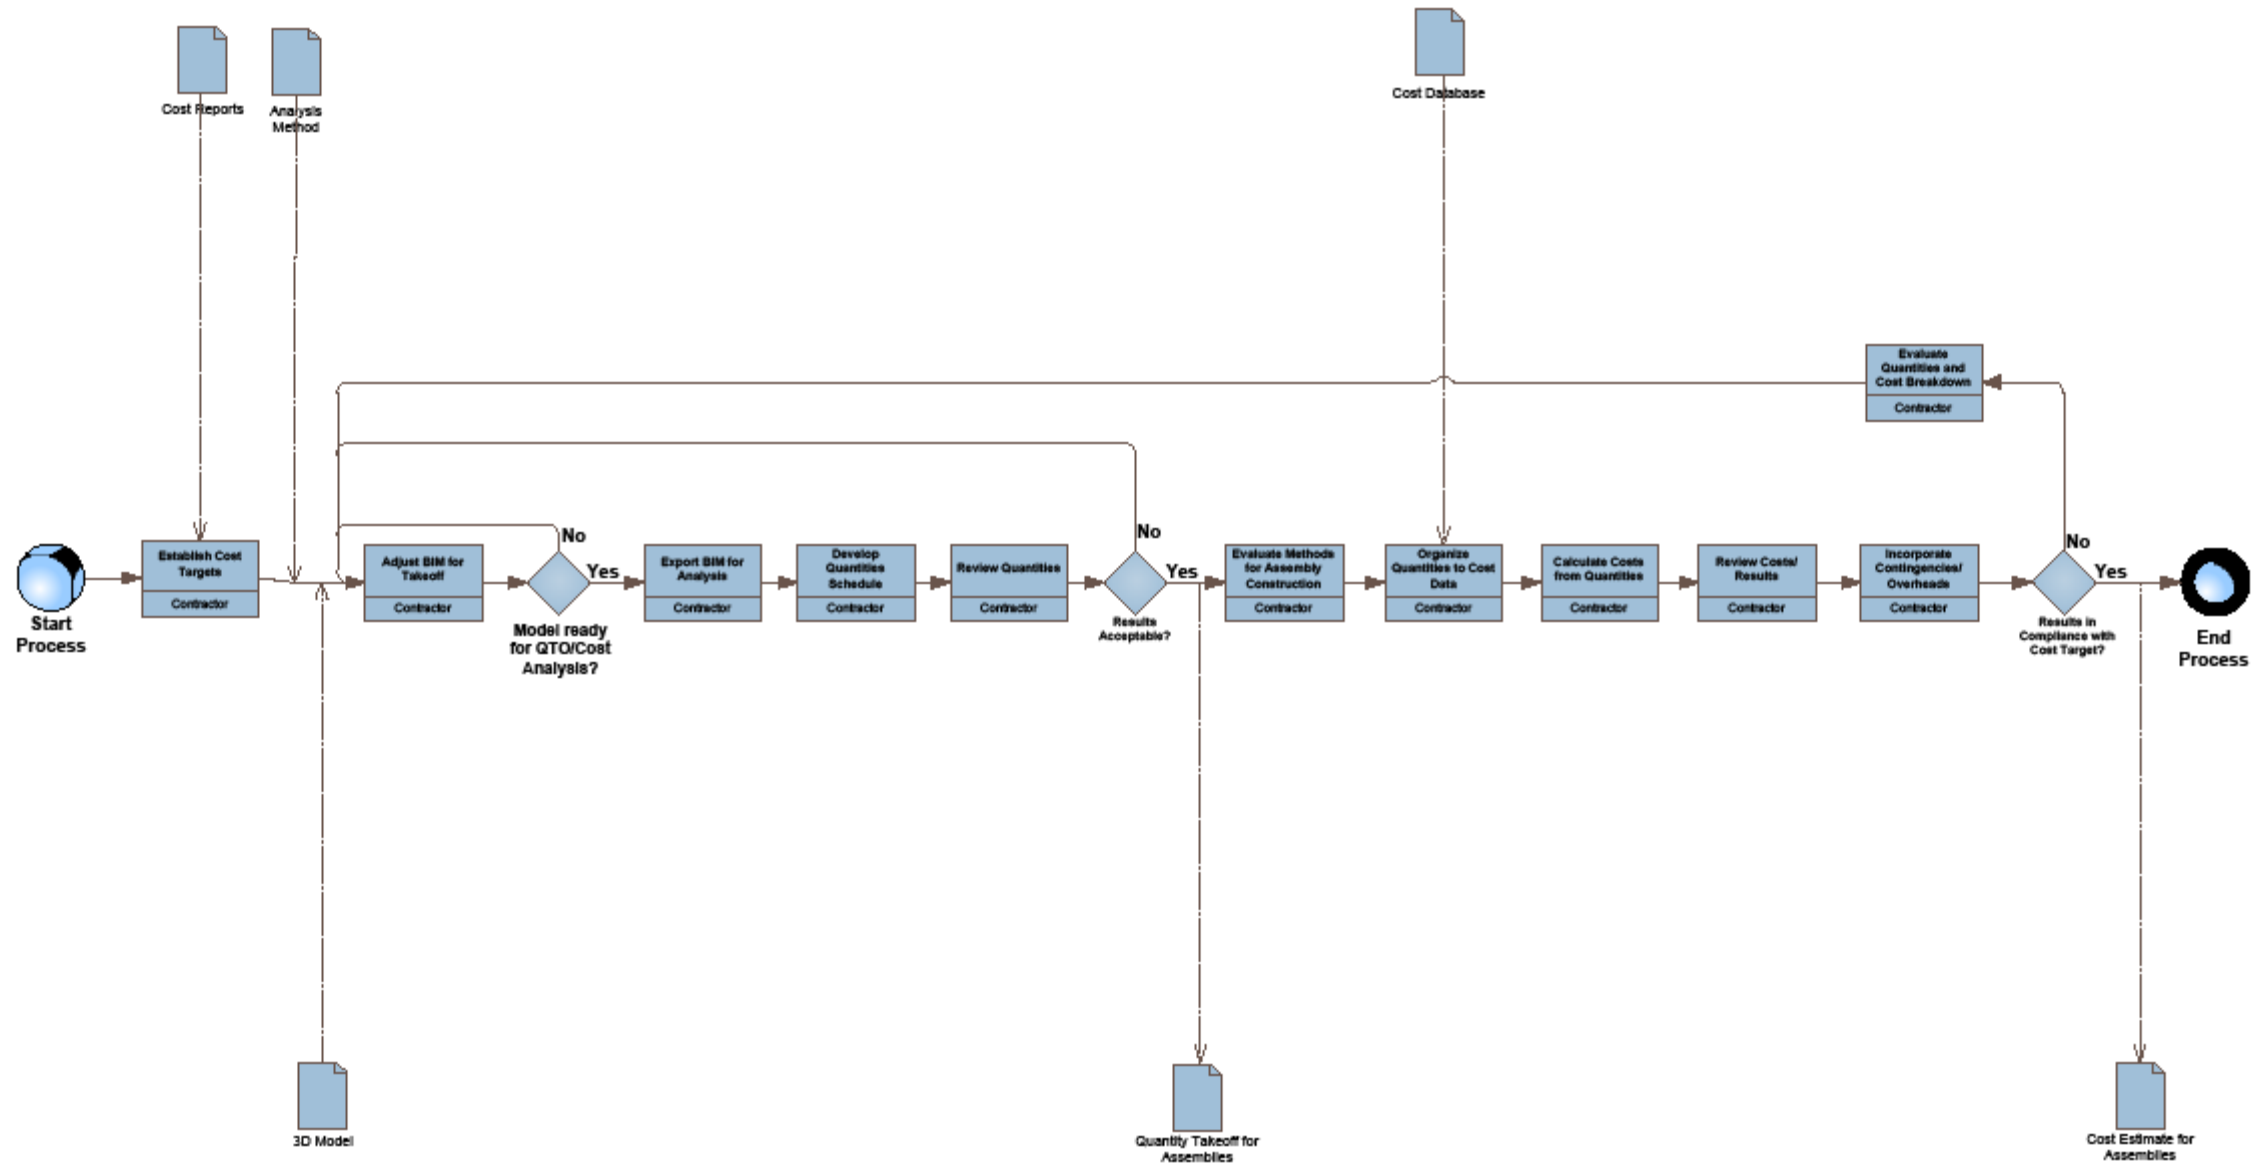 Cost Reports
Analysis
Method
Cost Database
Evaluate
Quantities and
Cost Breakdown
Contractor
Start
Process
Establish Cost
Targets
Contractor
Adjust BIM for
Takeoff
Contractor
No
Yes
Model ready
for QTO/Cost
Analysis?
Export BIM for
Analysis
Contractor
Develop
Quantities
Schedule
Contractor
Review Quantities
Contractor
No
Yes
Results
Acceptable?
Evaluate Methods
for Assembly
Construction
Contractor
Organize
Quantities to Cost
Data
Contractor
Calculate Costs
from Quantities
Contractor
Review Costs/
Results
Contractor
Incorporate
Contingencies/
Overheads
Contractor
No
Yes
Results in
Compliance with
Cost Target?
End
Process
3D Model
Quantity Takeoff for
Assemblies
Cost Estimate for
Assemblies